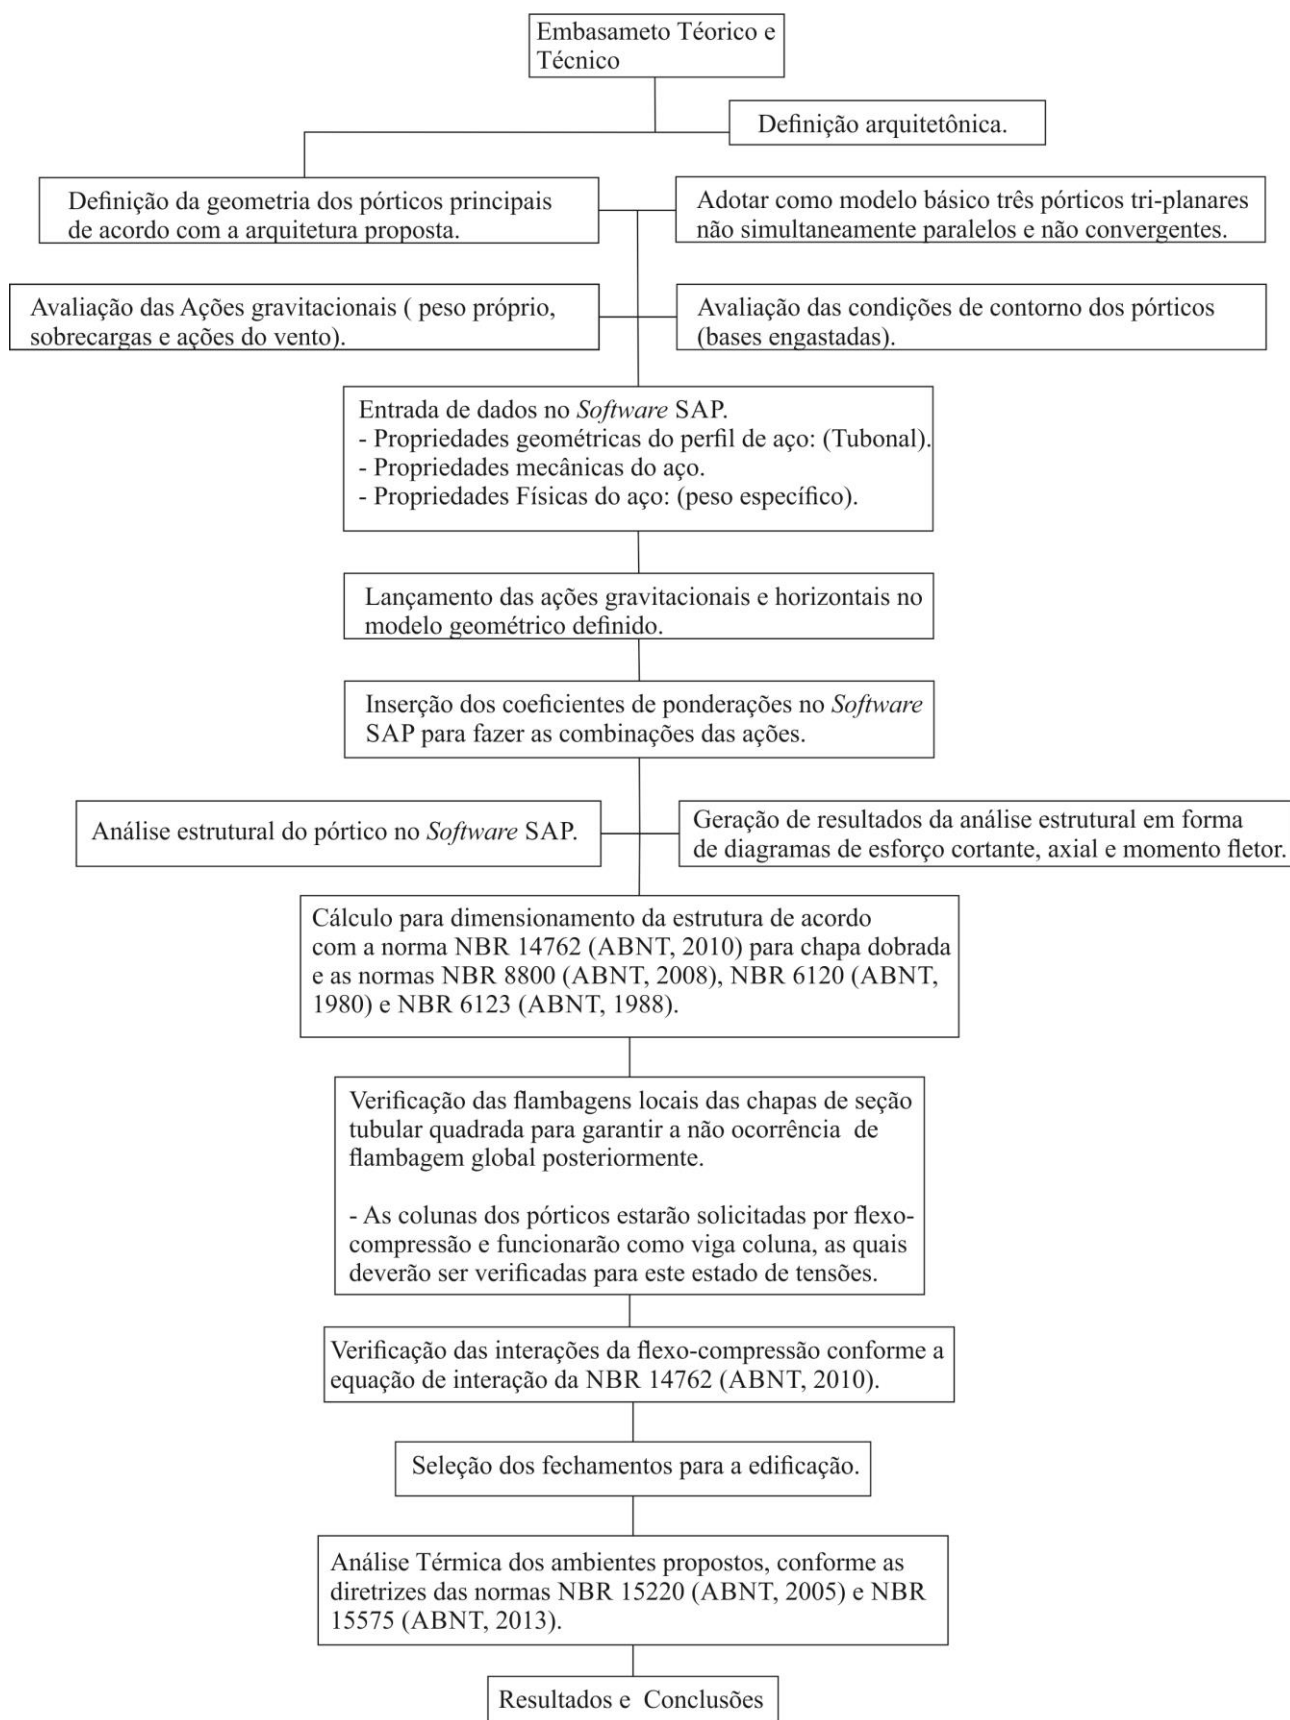 Embasameto Téorico e
Técnico
Definição arquitetônica.
Definição da geometria dos pórticos principais
de acordo com a arquitetura proposta.
Adotar como modelo básico três pórticos tri-planares
não simultaneamente paralelos e não convergentes.
Avaliação das Ações gravitacionais ( peso próprio,
sobrecargas e ações do vento).
Avaliação das condições de contorno dos pórticos
(bases engastadas).
Entrada de dados no Software SAP.
- Propriedades geométricas do perfil de aço: (Tubonal).
- Propriedades mecânicas do aço.
- Propriedades Físicas do aço: (peso específico).
Lançamento das ações gravitacionais e horizontais no
modelo geométrico definido.
Inserção dos coeficientes de ponderações no Software
SAP para fazer as combinações das ações.
Análise estrutural do pórtico no Software SAP.
Geração de resultados da análise estrutural em forma
de diagramas de esforço cortante, axial e momento fletor.
Cálculo para dimensionamento da estrutura de acordo
com a norma NBR 14762 (ABNT, 2010) para chapa dobrada
e as normas NBR 8800 (ABNT, 2008), NBR 6120 (ABNT,
1980) e NBR 6123 (ABNT, 1988).
Verificação das flambagens locais das chapas de seção
tubular quadrada para garantir a não ocorrência de
flambagem global posteriormente.
- As colunas dos pórticos estarão solicitadas por flexo-
compressão e funcionarão como viga coluna, as quais
deverão ser verificadas para este estado de tensões.
Verificação das interações da flexo-compressão conforme a
equação de interação da NBR 14762 (ABNT, 2010).
Seleção dos fechamentos para a edificação.
Análise Térmica dos ambientes propostos, conforme as
diretrizes das normas NBR 15220 (ABNT, 2005) e NBR
15575 (ABNT, 2013).
Resultados e Conclusões